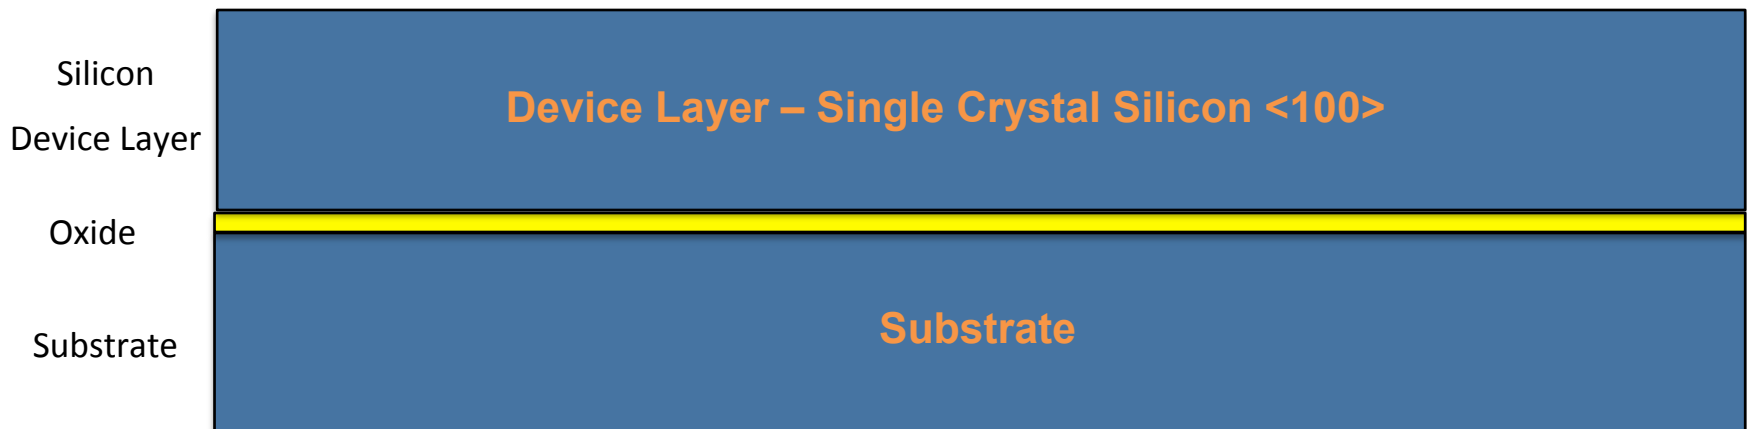 Silicon
Device Layer
Device Layer – Single Crystal Silicon <100>
Oxide
Substrate
Substrate